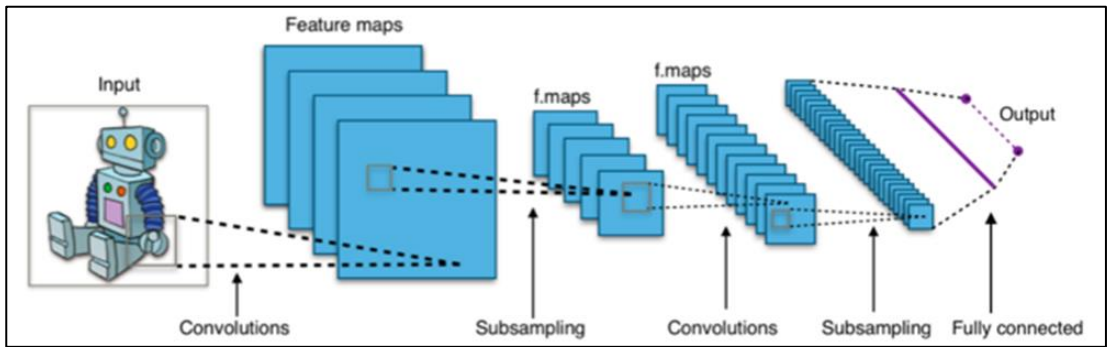 Feature maps
Input
f.maps
f.maps
Output
Convolutions
Subsampling
Convolutions
Subsampling
Fully connected